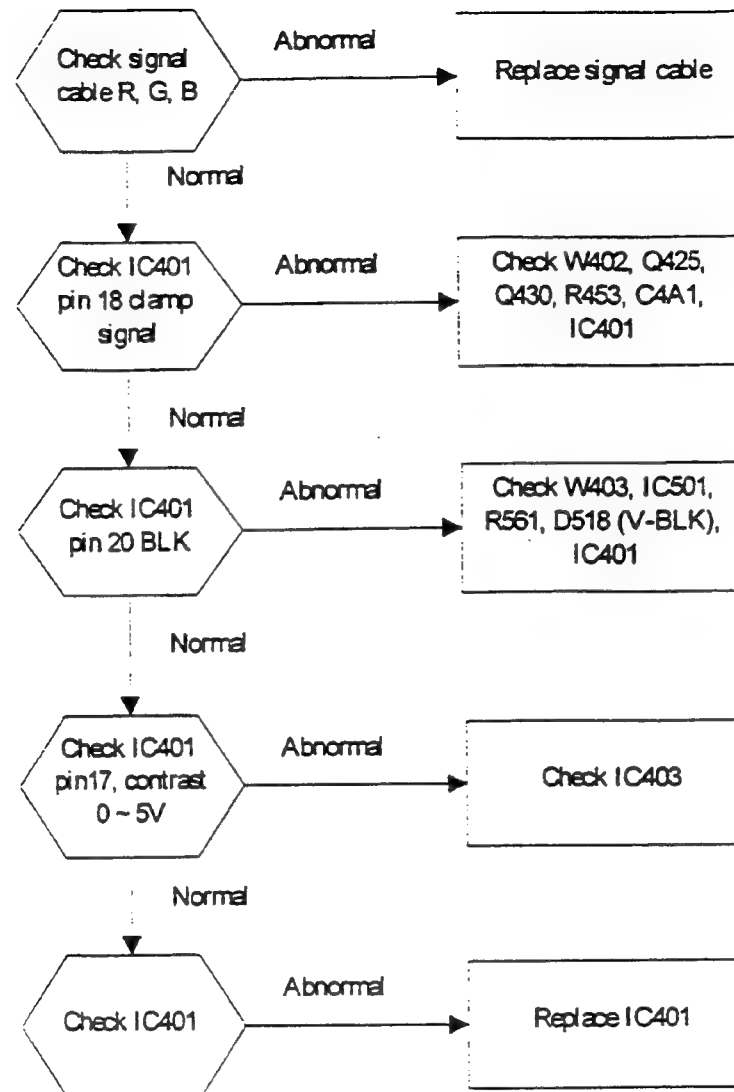 Check signal
cable R, G, B
Abnormal
Replace signal cable
Normal
Check IC401
pin 18 clamp
signal
Abnormal
Check W402, Q425,
Q430, R453, C4A1,
IC401
Normal
Check IC401
pin 20 BLK
Abnormal
Check W403, IC501,
R561, D518 (V-BLK),
IC401
Normal
Check IC401
pin17, contrast
0 ~ 5V
Abnormal
Check IC403
Normal
Check IC401
Abnormal
Replace IC401